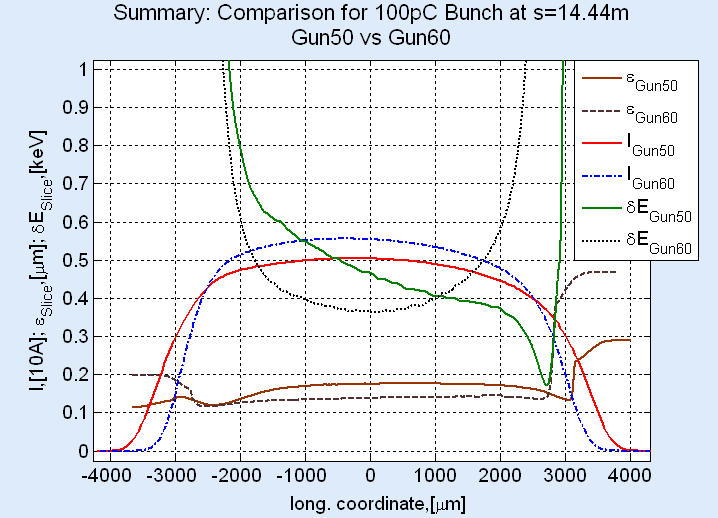 Summary: Comparison for 100pC Bunch at s=14.44m
Gun50 vs Gun60
I,[10A]; εSlice,[μm]; δESlice,[keV]
1
0.9
0.8
0.7
0.6
0.5
0.4
0.3
0.2
0.1
0
εGun50
εGun60
IGun50
IGun60
δEGun50
δEGun60
-4000 -3000 -2000 -1000 0 1000 2000 3000 4000
long. coordinate,[μm]